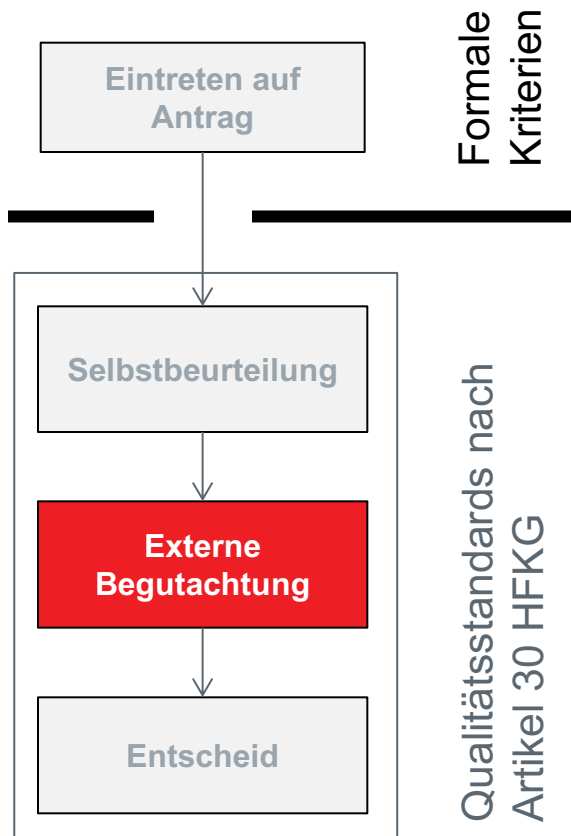 Eintreten auf
Antrag
Formale
Kriterien
Selbstbeurteilung
Externe
Begutachtung
Entscheid
Qualitätsstandards nach
Artikel 30 HFKG